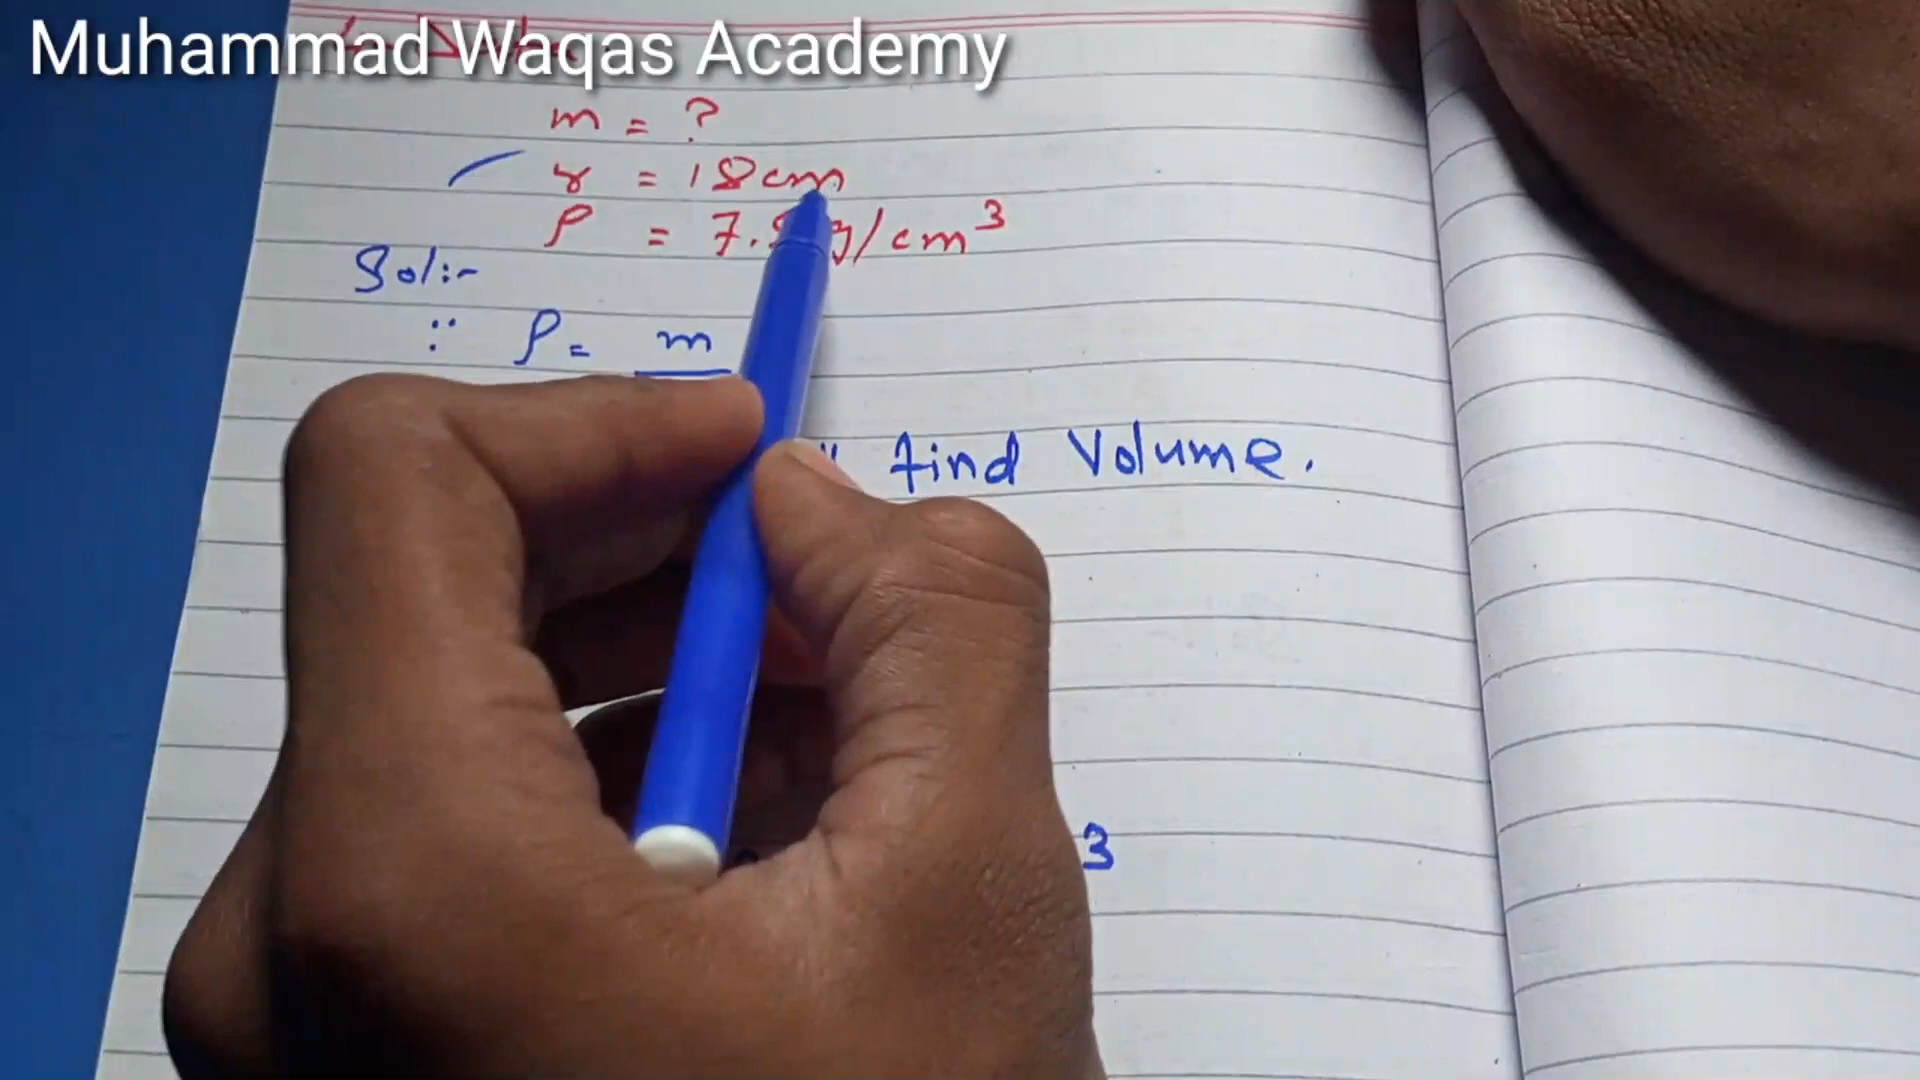 Muhammad Waqas Academy
m = ?
r = 18cm
ρ = 7. g/cm³
Sol:-
∵ ρ = m
find Volume.
3